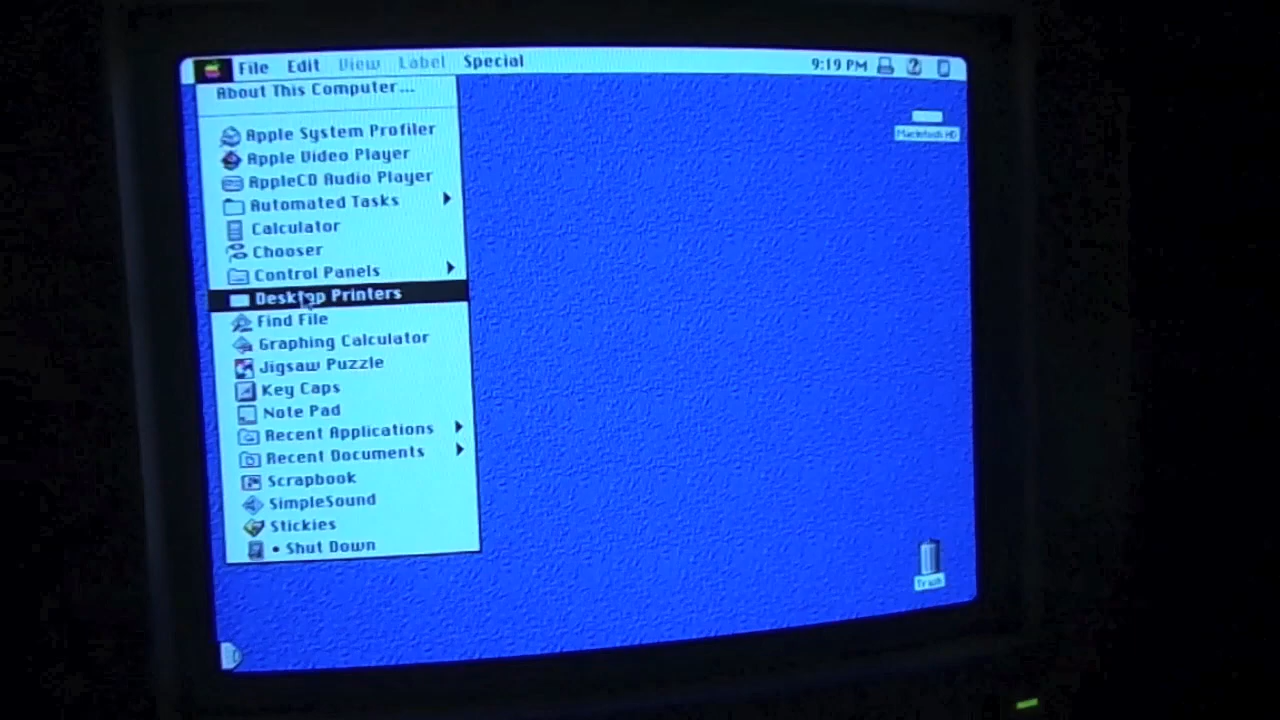 File Edit View Label Special 9:19 PM
About This Computer...
Apple System Profiler
Apple Video Player
AppleCD Audio Player
Automated Tasks
Calculator
Chooser
Control Panels
Desktop Printers
Find File
Graphing Calculator
Jigsaw Puzzle
Key Caps
Note Pad
Recent Applications
Recent Documents
Scrapbook
SimpleSound
Stickies
• Shut Down
Macintosh HD
Trash